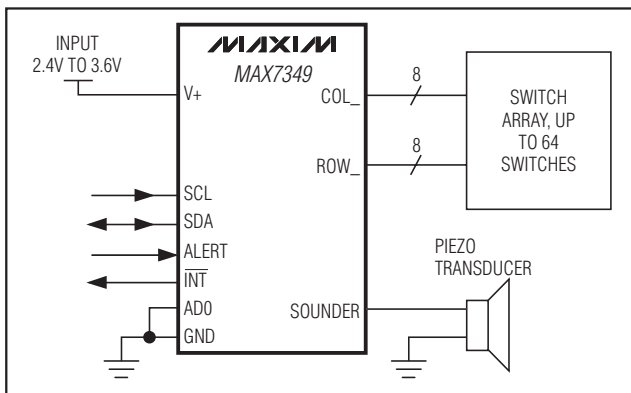 INPUT
2.4V TO 3.6V
MAXIM
MAX7349
V+
COL_
8
SWITCH
ARRAY, UP
TO 64
SWITCHES
ROW_
8
SCL
SDA
ALERT
INT
AD0
GND
SOUNDER
PIEZO
TRANSDUCER